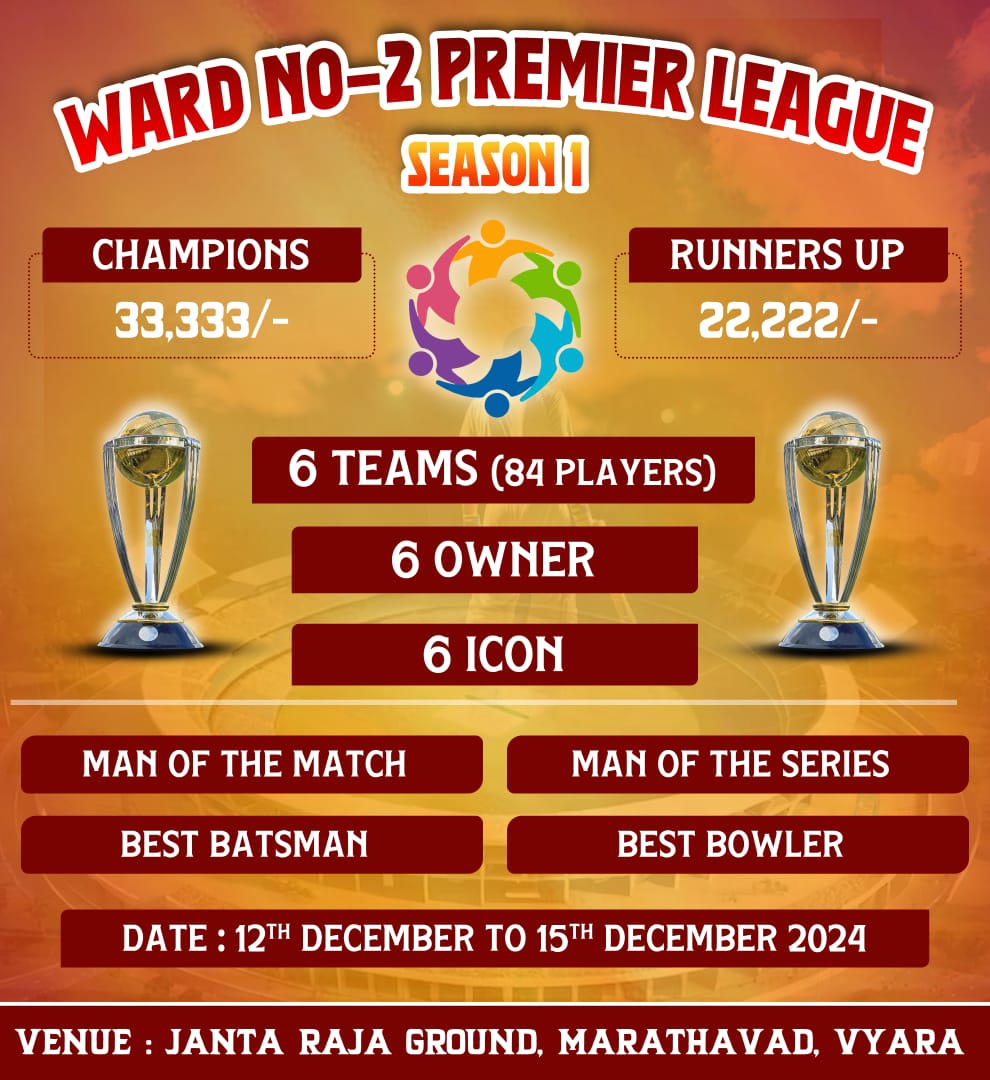 WARD NO-2 PREMIER LEAGUE
SEASON 1
CHAMPIONS
33,333/-
RUNNERS UP
22,222/-
6 TEAMS (84 PLAYERS)
6 OWNER
6 ICON
MAN OF THE MATCH
MAN OF THE SERIES
BEST BATSMAN
BEST BOWLER
DATE : 12TH DECEMBER TO 15TH DECEMBER 2024
VENUE : JANTA RAJA GROUND, MARATHAVAD, VYARA